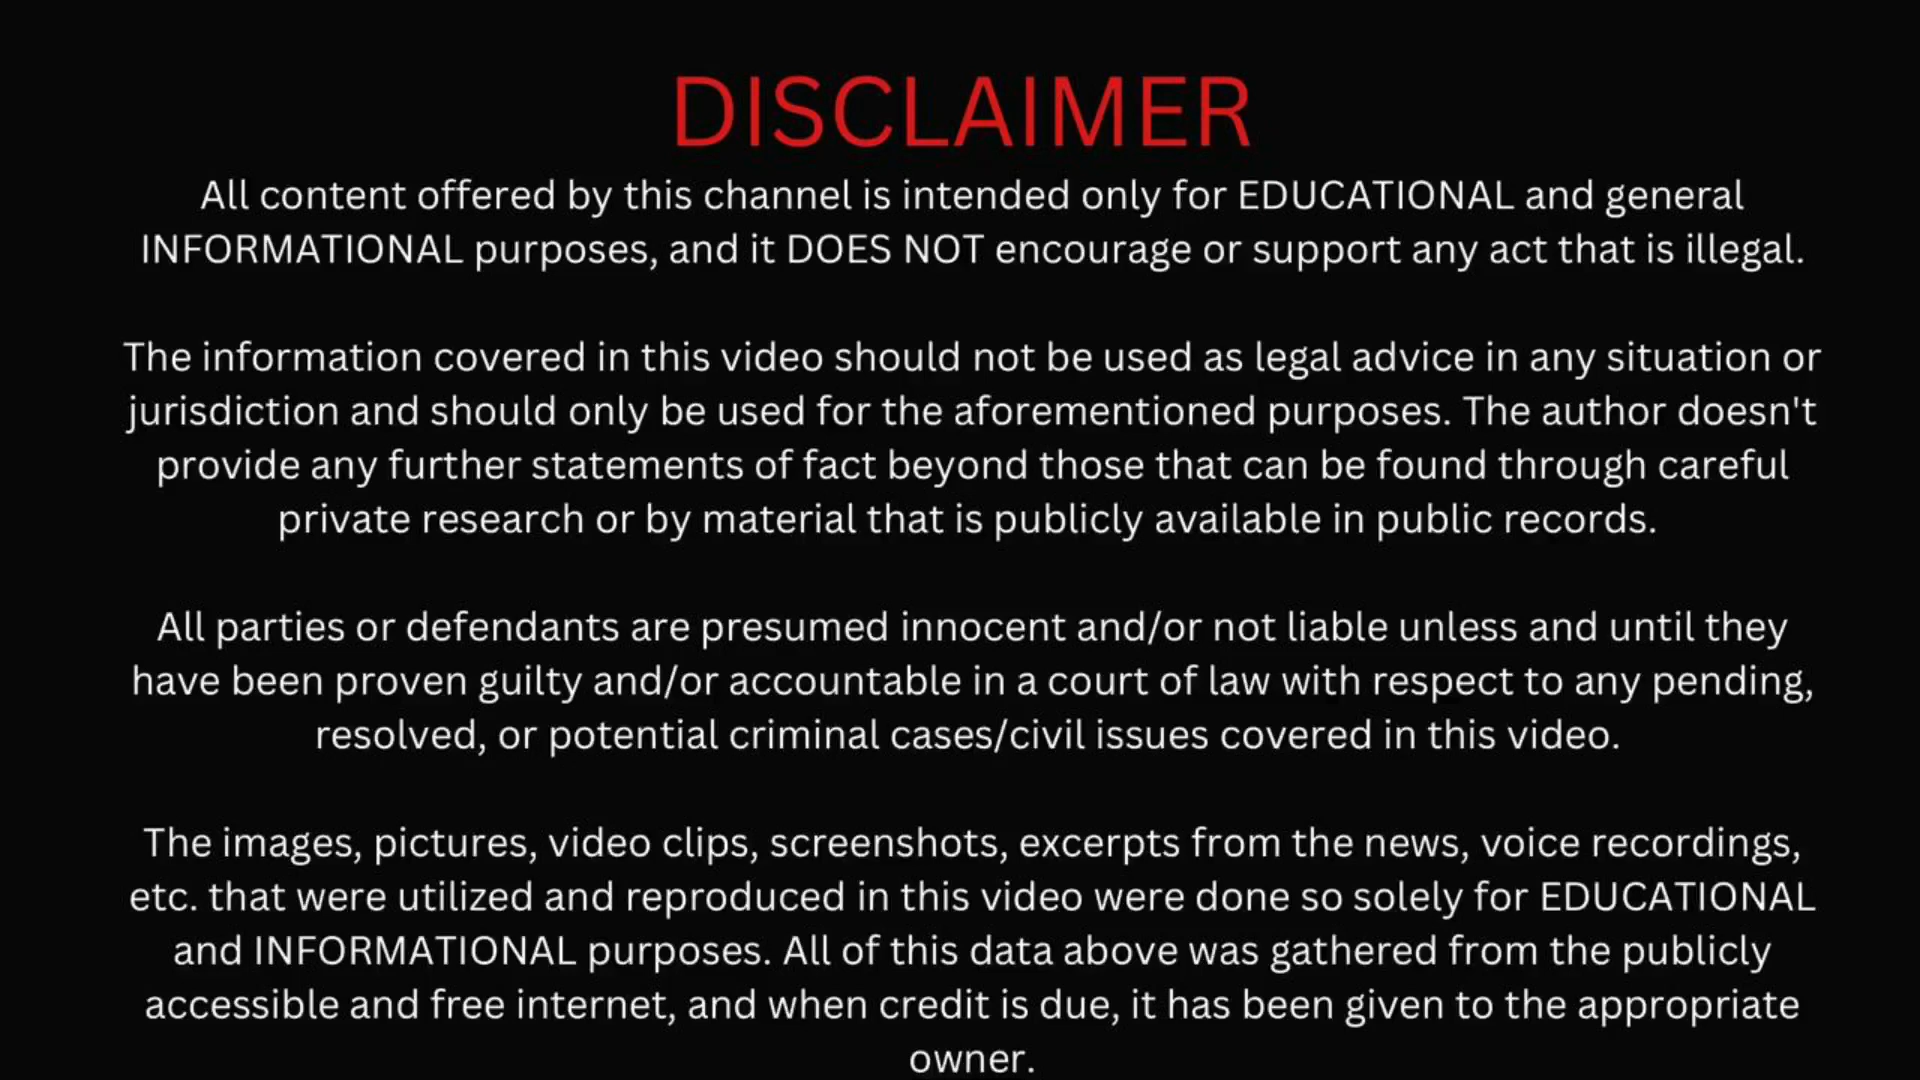 DISCLAIMER
All content offered by this channel is intended only for EDUCATIONAL and general
INFORMATIONAL purposes, and it DOES NOT encourage or support any act that is illegal.
The information covered in this video should not be used as legal advice in any situation or
jurisdiction and should only be used for the aforementioned purposes. The author doesn't
provide any further statements of fact beyond those that can be found through careful
private research or by material that is publicly available in public records.
All parties or defendants are presumed innocent and/or not liable unless and until they
have been proven guilty and/or accountable in a court of law with respect to any pending,
resolved, or potential criminal cases/civil issues covered in this video.
The images, pictures, video clips, screenshots, excerpts from the news, voice recordings,
etc. that were utilized and reproduced in this video were done so solely for EDUCATIONAL
and INFORMATIONAL purposes. All of this data above was gathered from the publicly
accessible and free internet, and when credit is due, it has been given to the appropriate
owner.